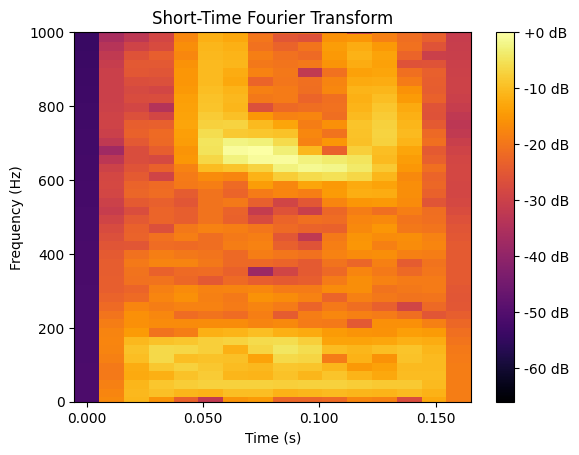 Short-Time Fourier Transform
1000
800
600
400
200
0
Frequency (Hz)
0.000
0.050
0.100
0.150
Time (s)
+0 dB
-10 dB
-20 dB
-30 dB
-40 dB
-50 dB
-60 dB